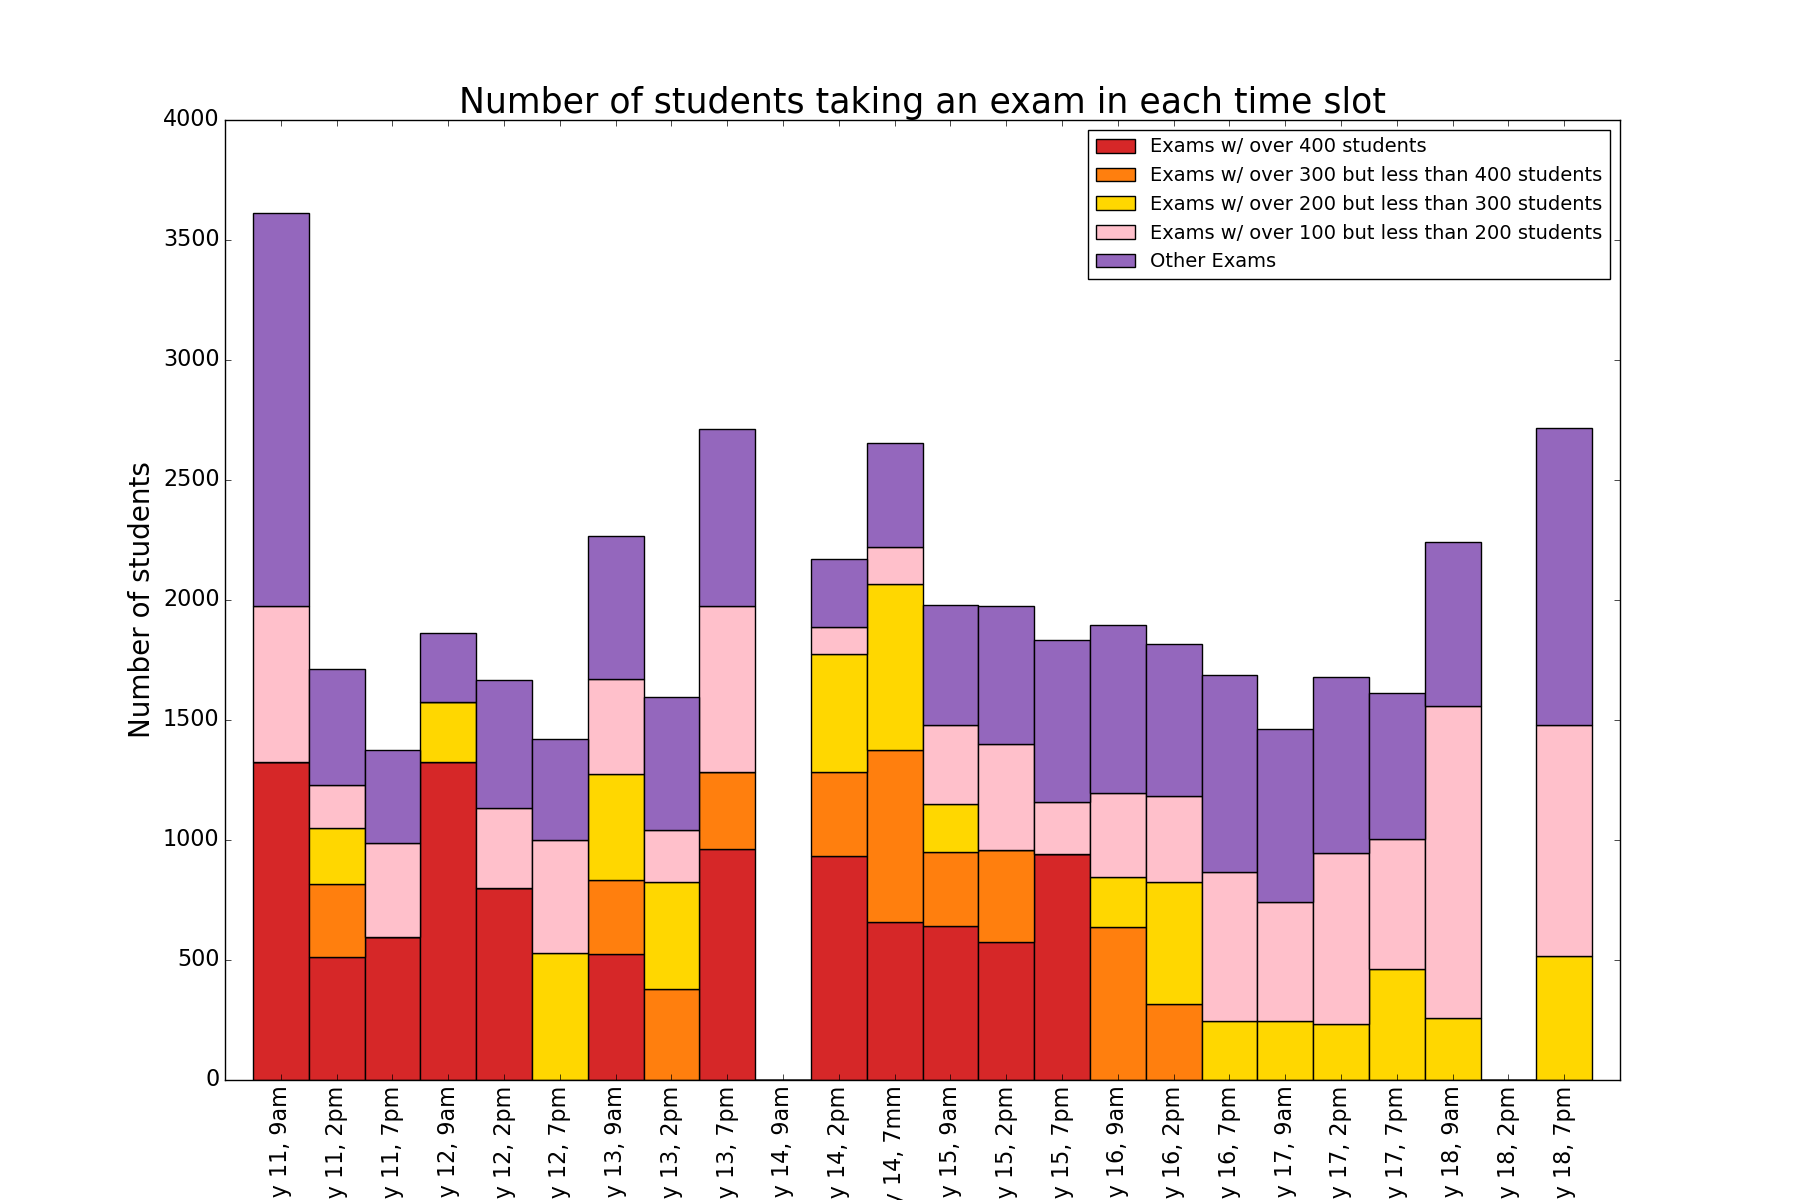 Number of students taking an exam in each time slot
Exams w/ over 400 students
Exams w/ over 300 but less than 400 students
Exams w/ over 200 but less than 300 students
Exams w/ over 100 but less than 200 students
Other Exams
Number of students
4000
3500
3000
2500
2000
1500
1000
500
0
y 11, 9am
y 11, 2pm
y 11, 7pm
y 12, 9am
y 12, 2pm
y 12, 7pm
y 13, 9am
y 13, 2pm
y 13, 7pm
y 14, 9am
y 14, 2pm
y 14, 7mm
y 15, 9am
y 15, 2pm
y 15, 7pm
y 16, 9am
y 16, 2pm
y 16, 7pm
y 17, 9am
y 17, 2pm
y 17, 7pm
y 18, 9am
y 18, 2pm
y 18, 7pm